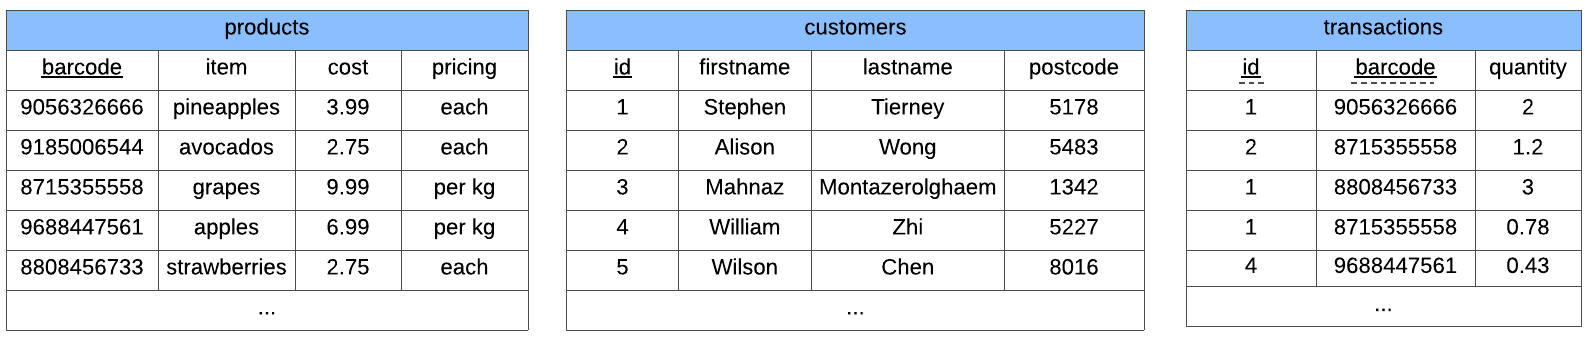 products
barcode item cost pricing
9056326666 pineapples 3.99 each
9185006544 avocados 2.75 each
8715355558 grapes 9.99 per kg
9688447561 apples 6.99 per kg
8808456733 strawberries 2.75 each
...
customers
id firstname lastname postcode
1 Stephen Tierney 5178
2 Alison Wong 5483
3 Mahnaz Montazerolghaem 1342
4 William Zhi 5227
5 Wilson Chen 8016
...
transactions
id barcode quantity
1 9056326666 2
2 8715355558 1.2
1 8808456733 3
1 8715355558 0.78
4 9688447561 0.43
...